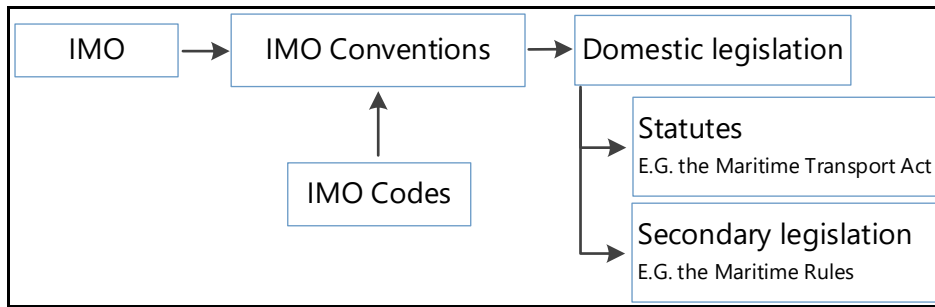 IMO
IMO Conventions
Domestic legislation
Statutes
E.G. the Maritime Transport Act
IMO Codes
Secondary legislation
E.G. the Maritime Rules